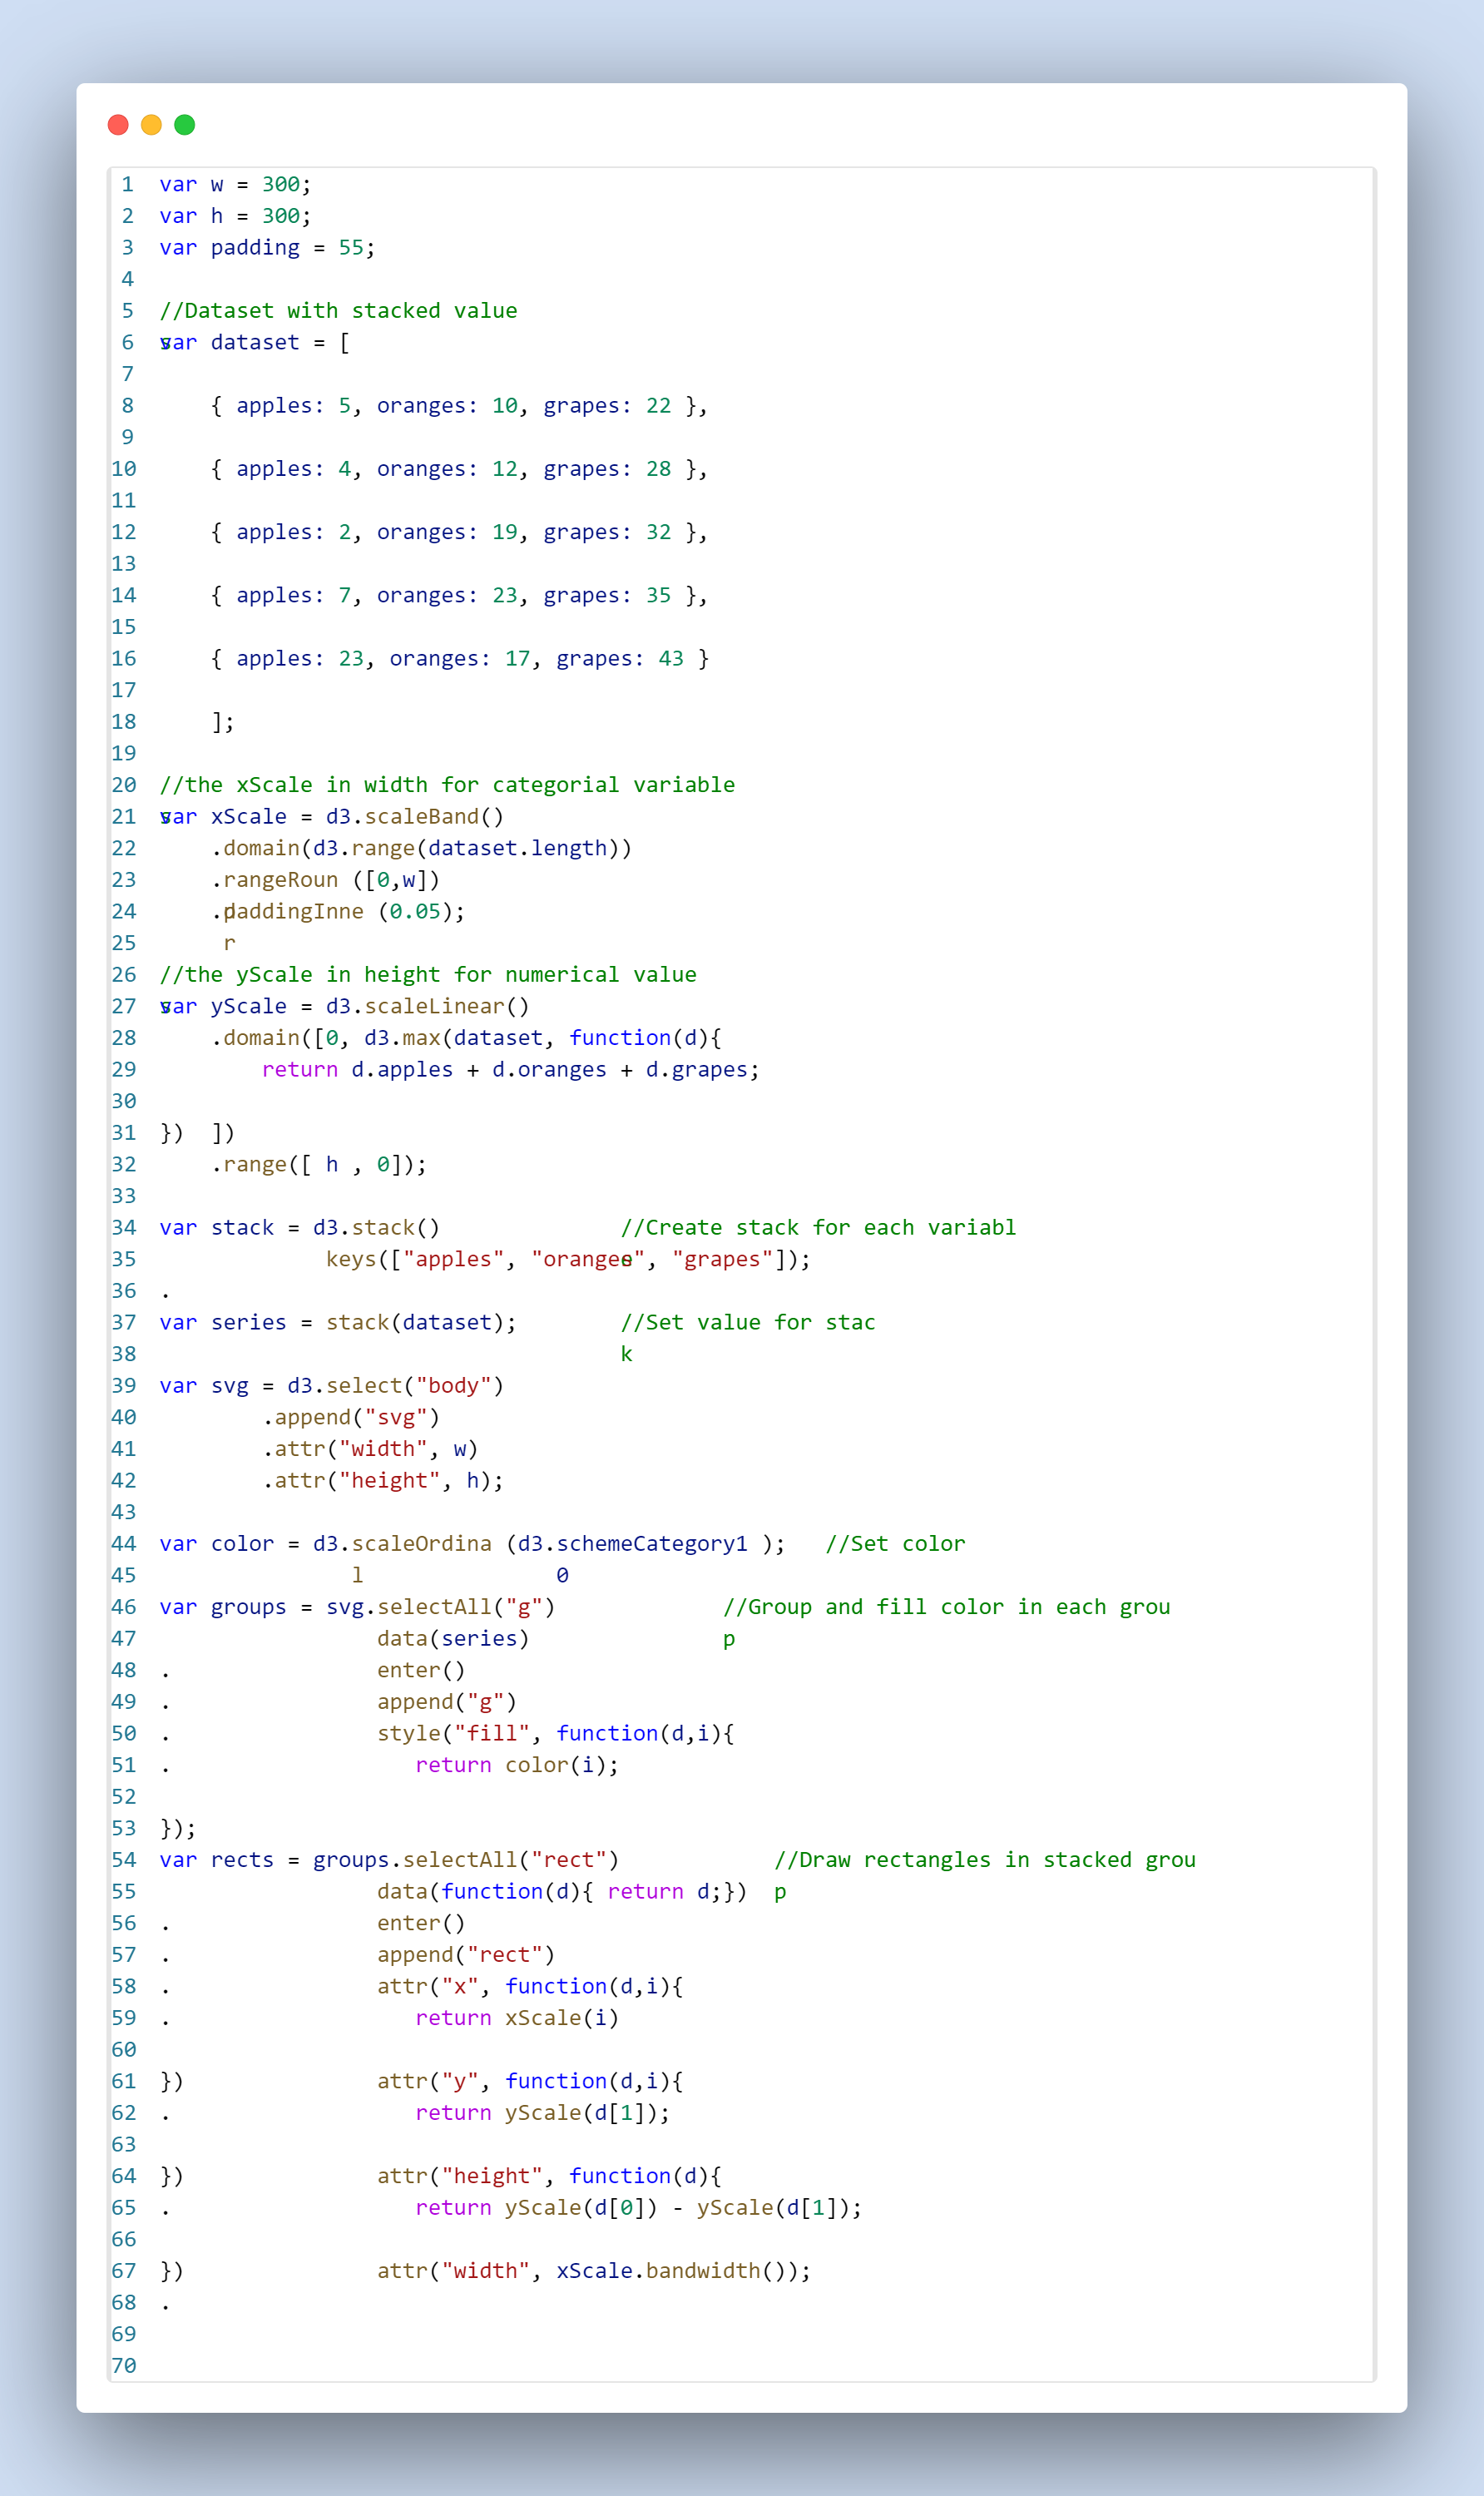 1 var w = 300;
2 var h = 300;
3 var padding = 55;
4
5 //Dataset with stacked value
6 var dataset = [
s
7
8 { apples: 5, oranges: 10, grapes: 22 },
9
10 { apples: 4, oranges: 12, grapes: 28 },
11
12 { apples: 2, oranges: 19, grapes: 32 },
13
14 { apples: 7, oranges: 23, grapes: 35 },
15
16 { apples: 23, oranges: 17, grapes: 43 }
17
18 ];
19
20 //the xScale in width for categorial variable
21 var xScale = d3.scaleBand()
s
22 .domain(d3.range(dataset.length))
23 .rangeRoun ([0,w])
24 .paddingInne (0.05);
d
25 r
26 //the yScale in height for numerical value
27 var yScale = d3.scaleLinear()
s
28 .domain([0, d3.max(dataset, function(d){
29 return d.apples + d.oranges + d.grapes;
30
31 }) ])
32 .range([ h , 0]);
33
34 var stack = d3.stack() //Create stack for each variabl
35 keys(["apples", "oranges", "grapes"]);
e
36 .
37 var series = stack(dataset); //Set value for stac
38 k
39 var svg = d3.select("body")
40 .append("svg")
41 .attr("width", w)
42 .attr("height", h);
43
44 var color = d3.scaleOrdina (d3.schemeCategory1 ); //Set color
45 l 0
46 var groups = svg.selectAll("g") //Group and fill color in each grou
47 data(series) p
48 . enter()
49 . append("g")
50 . style("fill", function(d,i){
51 . return color(i);
52
53 });
54 var rects = groups.selectAll("rect") //Draw rectangles in stacked grou
55 data(function(d){ return d;}) p
56 . enter()
57 . append("rect")
58 . attr("x", function(d,i){
59 . return xScale(i)
60
61 }) attr("y", function(d,i){
62 . return yScale(d[1]);
63
64 }) attr("height", function(d){
65 . return yScale(d[0]) - yScale(d[1]);
66
67 }) attr("width", xScale.bandwidth());
68 .
69
70